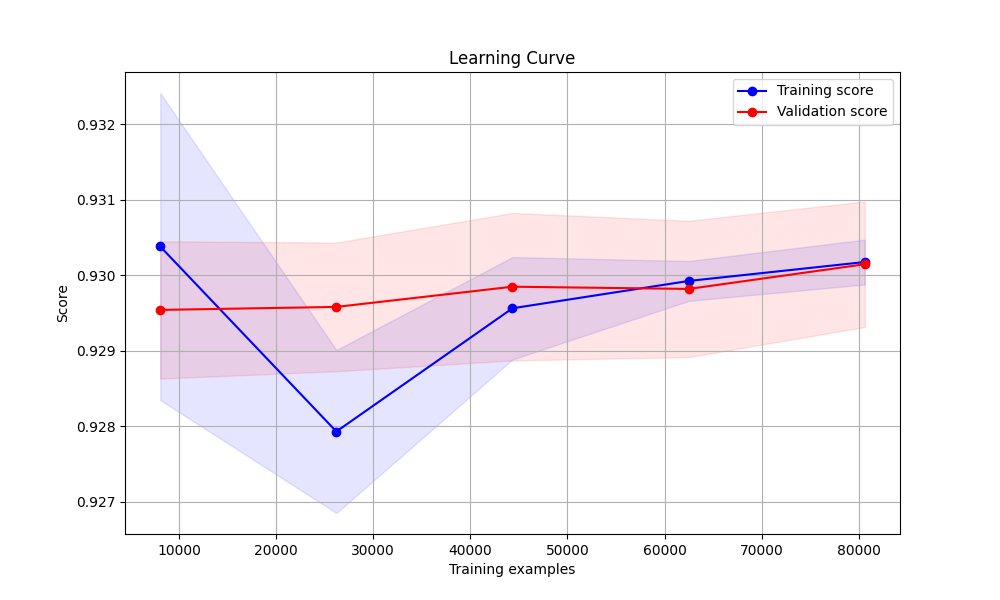 Learning Curve
Training score
Validation score
0.932
0.931
0.930
0.929
0.928
0.927
Score
10000 20000 30000 40000 50000 60000 70000 80000
Training examples